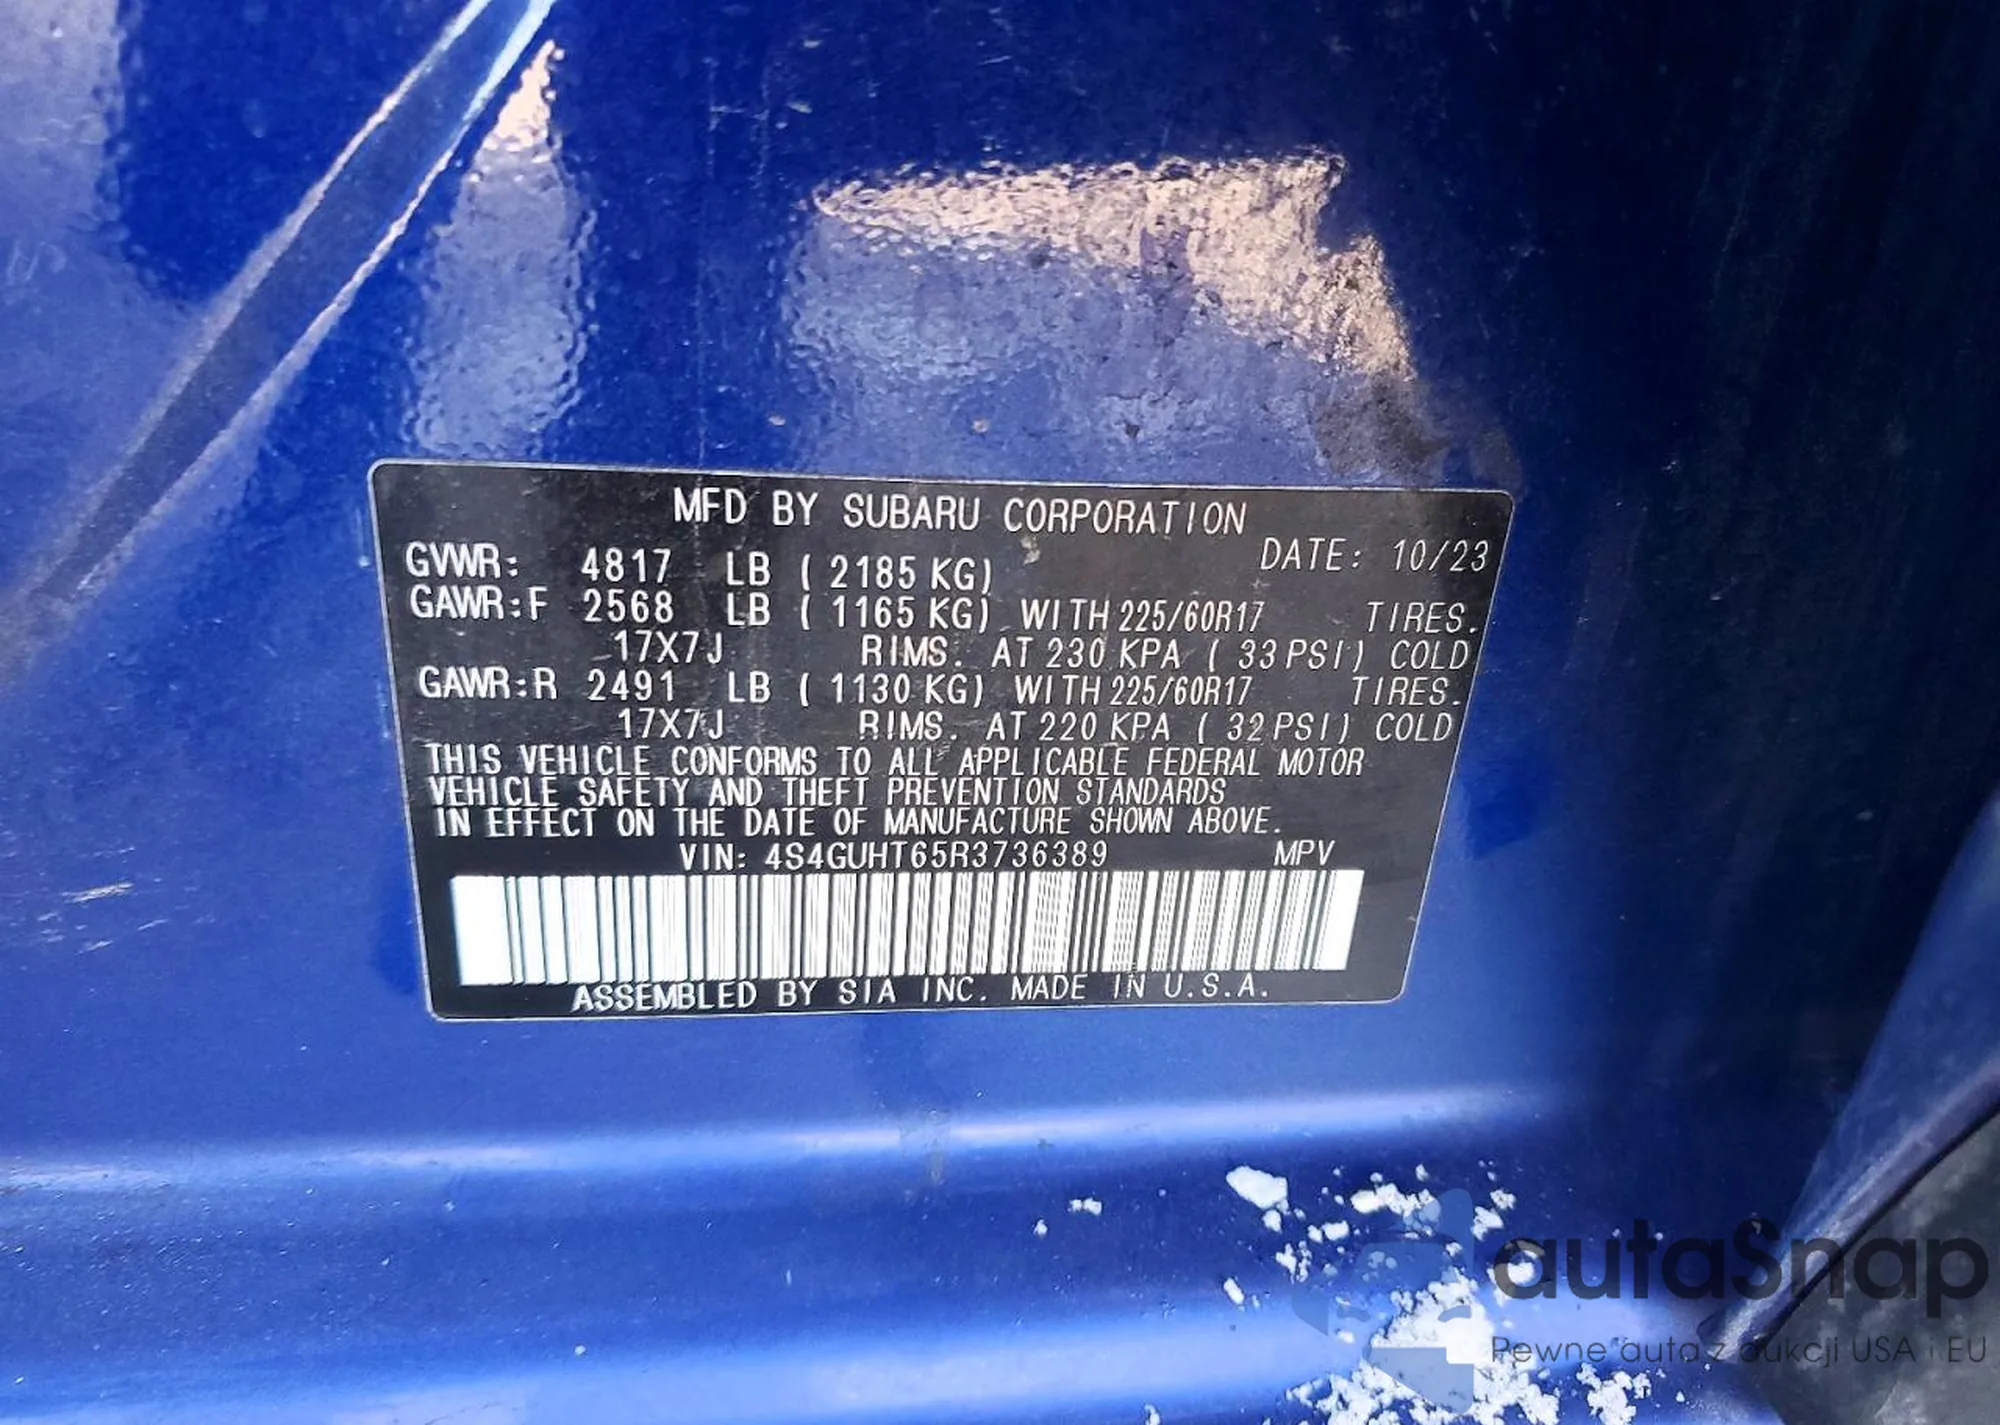 MFD BY SUBARU CORPORATION
DATE: 10/23
GVWR: 4817 LB ( 2185 KG)
GAWR:F 2568 LB ( 1165 KG) WITH 225/60R17 TIRES.
17X7J RIMS. AT 230 KPA ( 33 PSI) COLD
GAWR:R 2491 LB ( 1130 KG) WITH 225/60R17 TIRES.
17X7J RIMS. AT 220 KPA ( 32 PSI) COLD
THIS VEHICLE CONFORMS TO ALL APPLICABLE FEDERAL MOTOR
VEHICLE SAFETY AND THEFT PREVENTION STANDARDS
IN EFFECT ON THE DATE OF MANUFACTURE SHOWN ABOVE.
VIN: 4S4GUHT65R3736389 MPV
ASSEMBLED BY SIA INC. MADE IN U.S.A.
autaSnap
Pewne auta z aukcji USA i EU